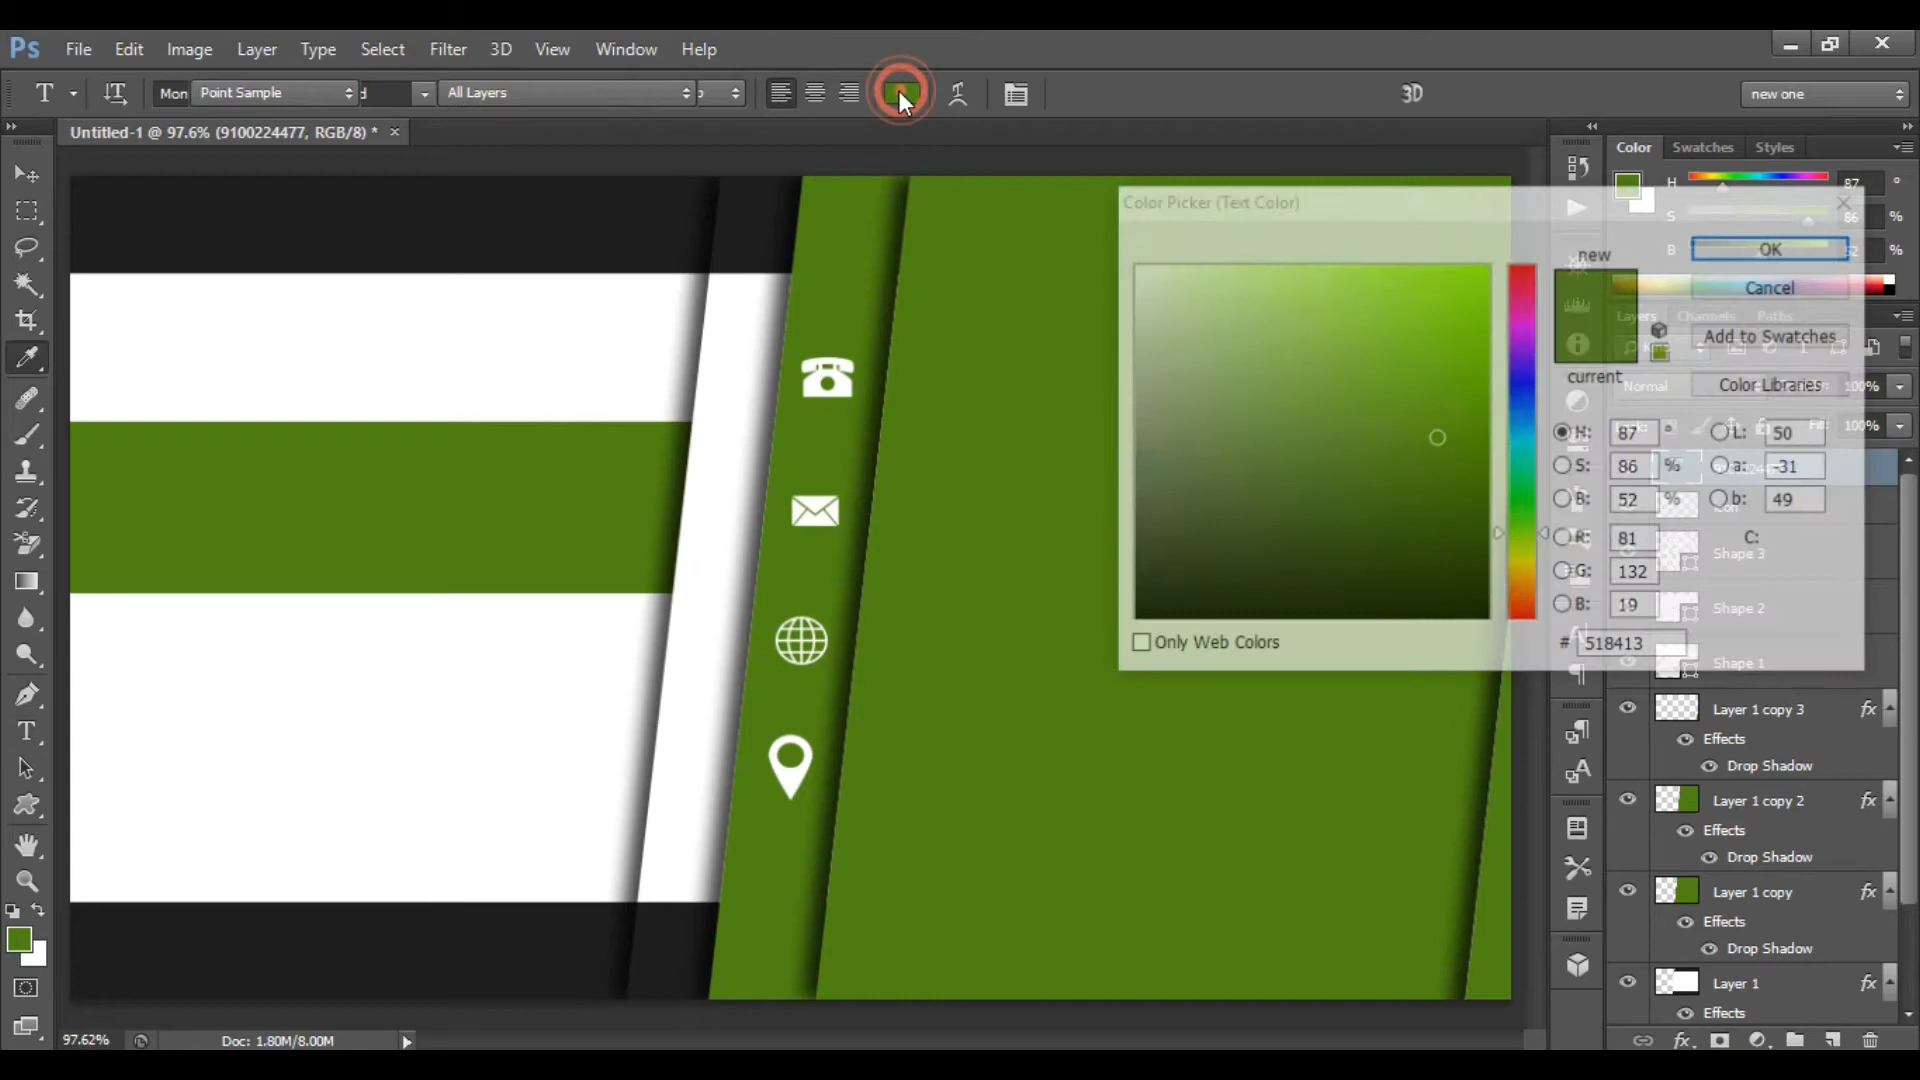 Ps File Edit Image Layer Type Select Filter 3D View Window Help
T Mon Point Sample All Layers 3D new one
Untitled-1 @ 97.6% (9100224477, RGB/8) * ×
Color Swatches Styles
H 87 °
S 86 %
B %
Color Picker (Text Color)
new
OK
Cancel
Add to Swatches
current
Color Libraries
Layers Channels Paths
Normal 100%
Fill: 100%
H: 87 ° L: 50
S: 86 % a: -31
B: 52 % b: 49
R: 81 C:
G: 132
B: 19
Only Web Colors
# 518413
icon
Shape 3
Shape 2
Shape 1
Layer 1 copy 3 fx
Effects
Drop Shadow
Layer 1 copy 2 fx
Effects
Drop Shadow
Layer 1 copy fx
Effects
Drop Shadow
Layer 1 fx
Effects
97.62% Doc: 1.80M/8.00M
fx